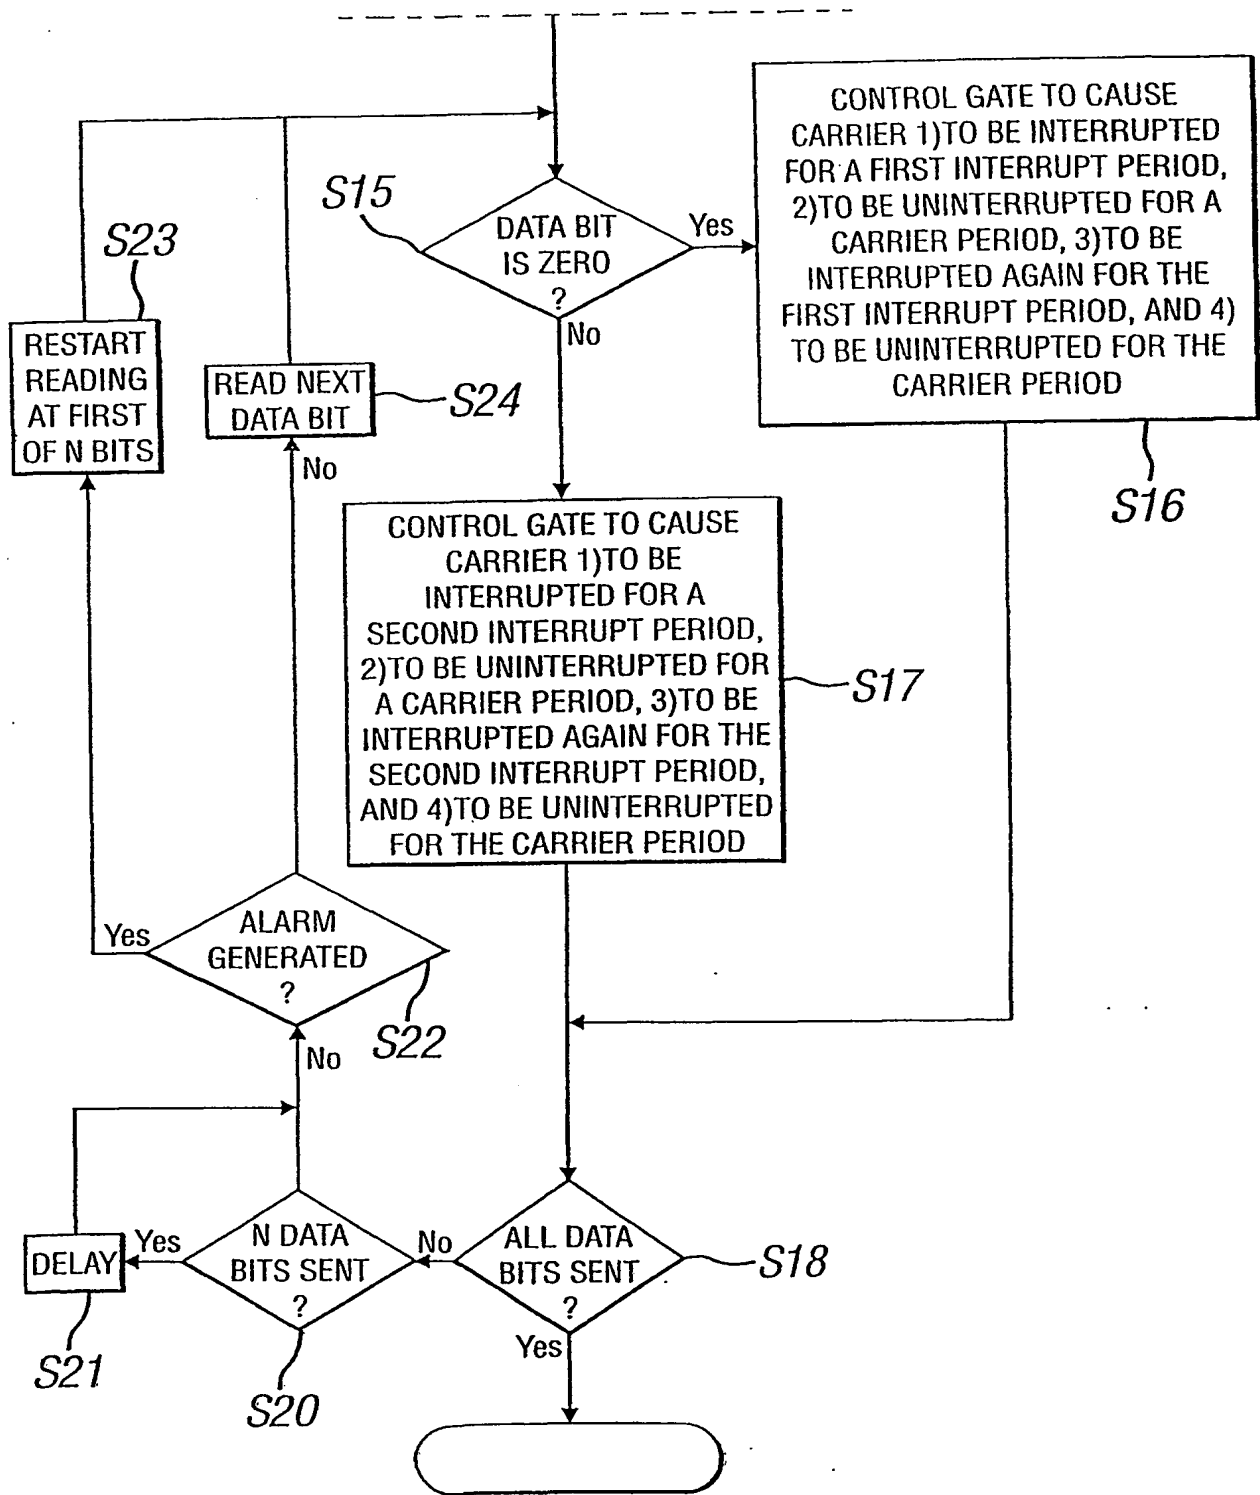 CONTROL GATE TO CAUSE
CARRIER 1)TO BE INTERRUPTED
FOR A FIRST INTERRUPT PERIOD,
2)TO BE UNINTERRUPTED FOR A
CARRIER PERIOD, 3)TO BE
INTERRUPTED AGAIN FOR THE
FIRST INTERRUPT PERIOD, AND 4)
TO BE UNINTERRUPTED FOR THE
CARRIER PERIOD
S16
S15
DATA BIT
IS ZERO
?
Yes
No
S23
RESTART
READING
AT FIRST
OF N BITS
READ NEXT
DATA BIT
S24
No
CONTROL GATE TO CAUSE
CARRIER 1)TO BE
INTERRUPTED FOR A
SECOND INTERRUPT PERIOD,
2)TO BE UNINTERRUPTED FOR
A CARRIER PERIOD, 3)TO BE
INTERRUPTED AGAIN FOR THE
SECOND INTERRUPT PERIOD,
AND 4)TO BE UNINTERRUPTED
FOR THE CARRIER PERIOD
S17
Yes
ALARM
GENERATED
?
S22
No
DELAY
Yes
S21
N DATA
BITS SENT
?
S20
No
ALL DATA
BITS SENT
?
S18
Yes